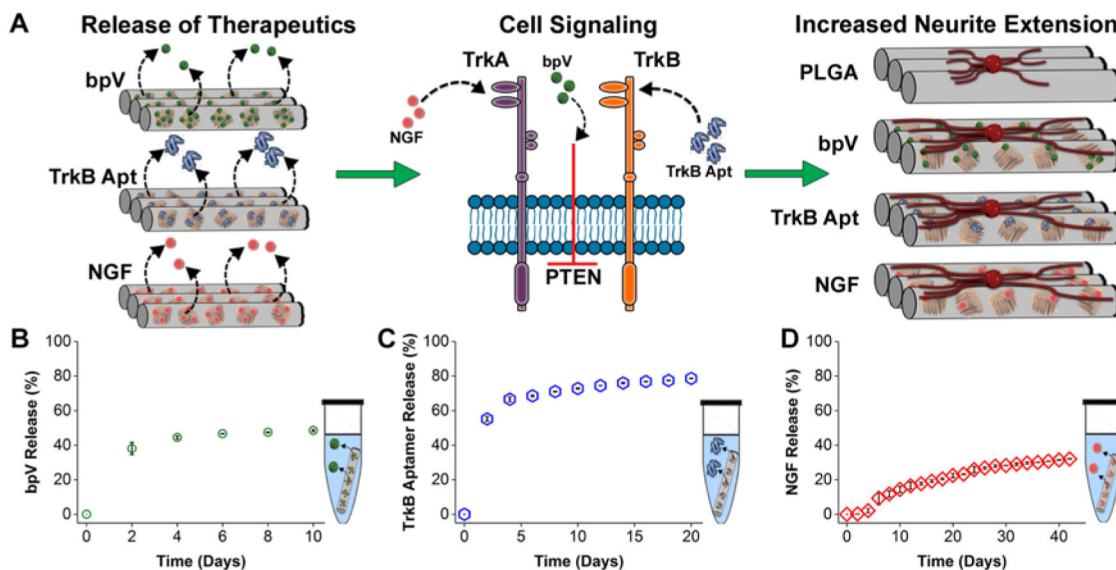 A
Release of Therapeutics
Cell Signaling
Increased Neurite Extension
bpV
TrkB Apt
NGF
TrkA
bpV
TrkB
NGF
TrkB Apt
PTEN
PLGA
bpV
TrkB Apt
NGF
B
bpV Release (%)
100
80
60
40
20
0
0 2 4 6 8 10
Time (Days)
C
TrkB Aptamer Release (%)
100
80
60
40
20
0
0 5 10 15 20
Time (Days)
D
NGF Release (%)
100
80
60
40
20
0
0 10 20 30 40
Time (Days)